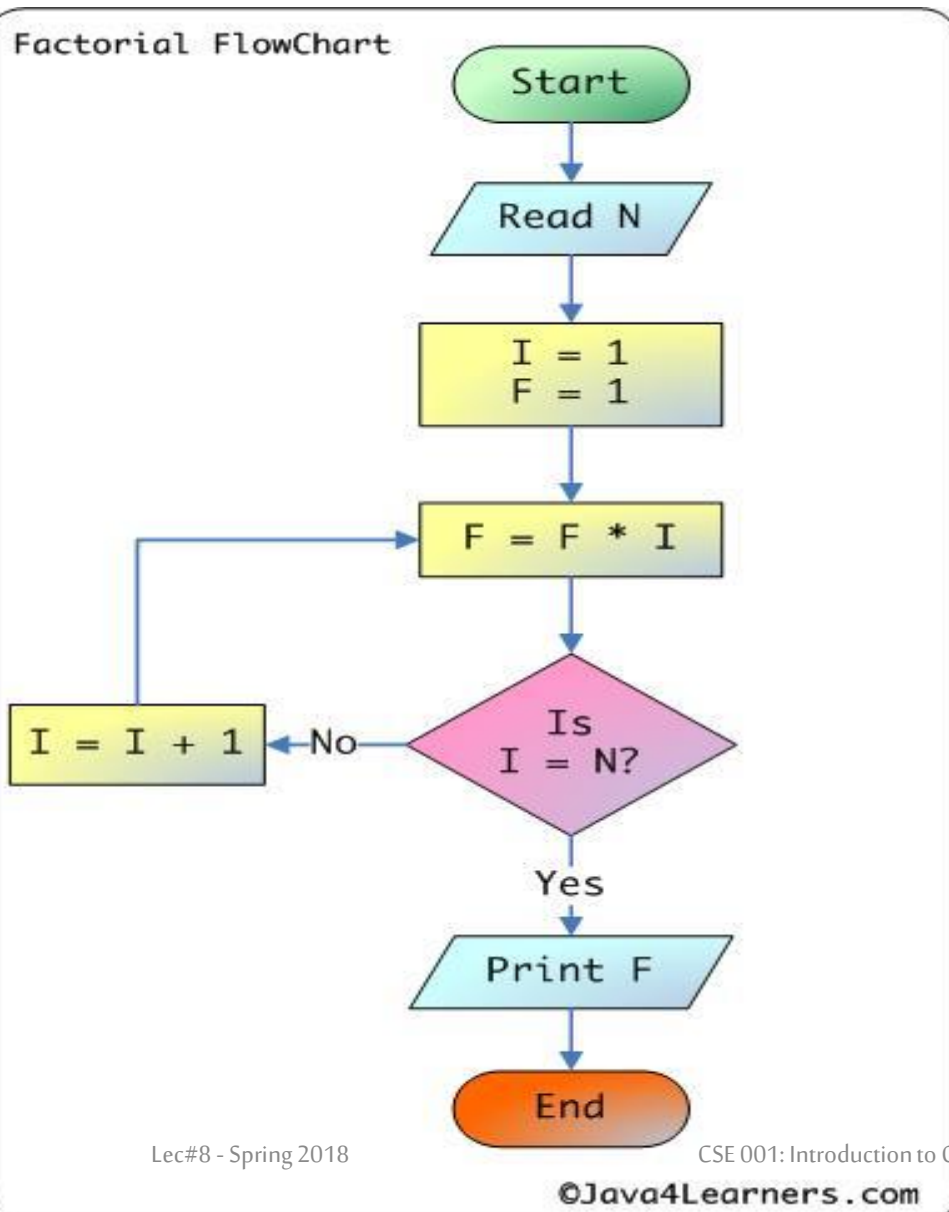 Factorial FlowChart
Start
Read N
I = 1
F = 1
F = F * I
Is
I = N?
No
I = I + 1
Yes
Print F
End
Lec#8 - Spring 2018
CSE 001: Introduction to
©Java4Learners.com